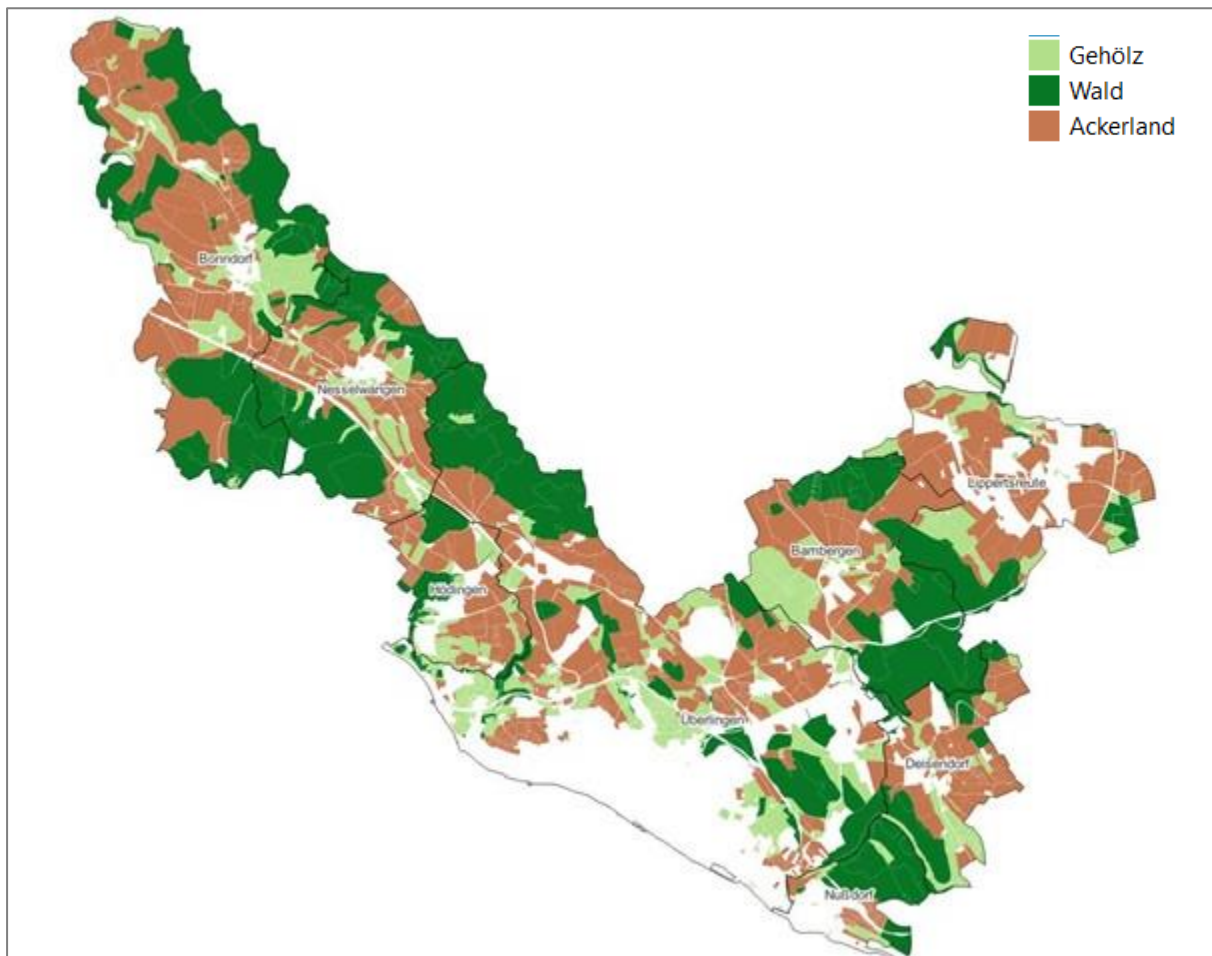 Gehölz
Wald
Ackerland
Bonndorf
Nesselwangen
Lippertsreute
Bambergen
Hödingen
Überlingen
Deisendorf
Nußdorf